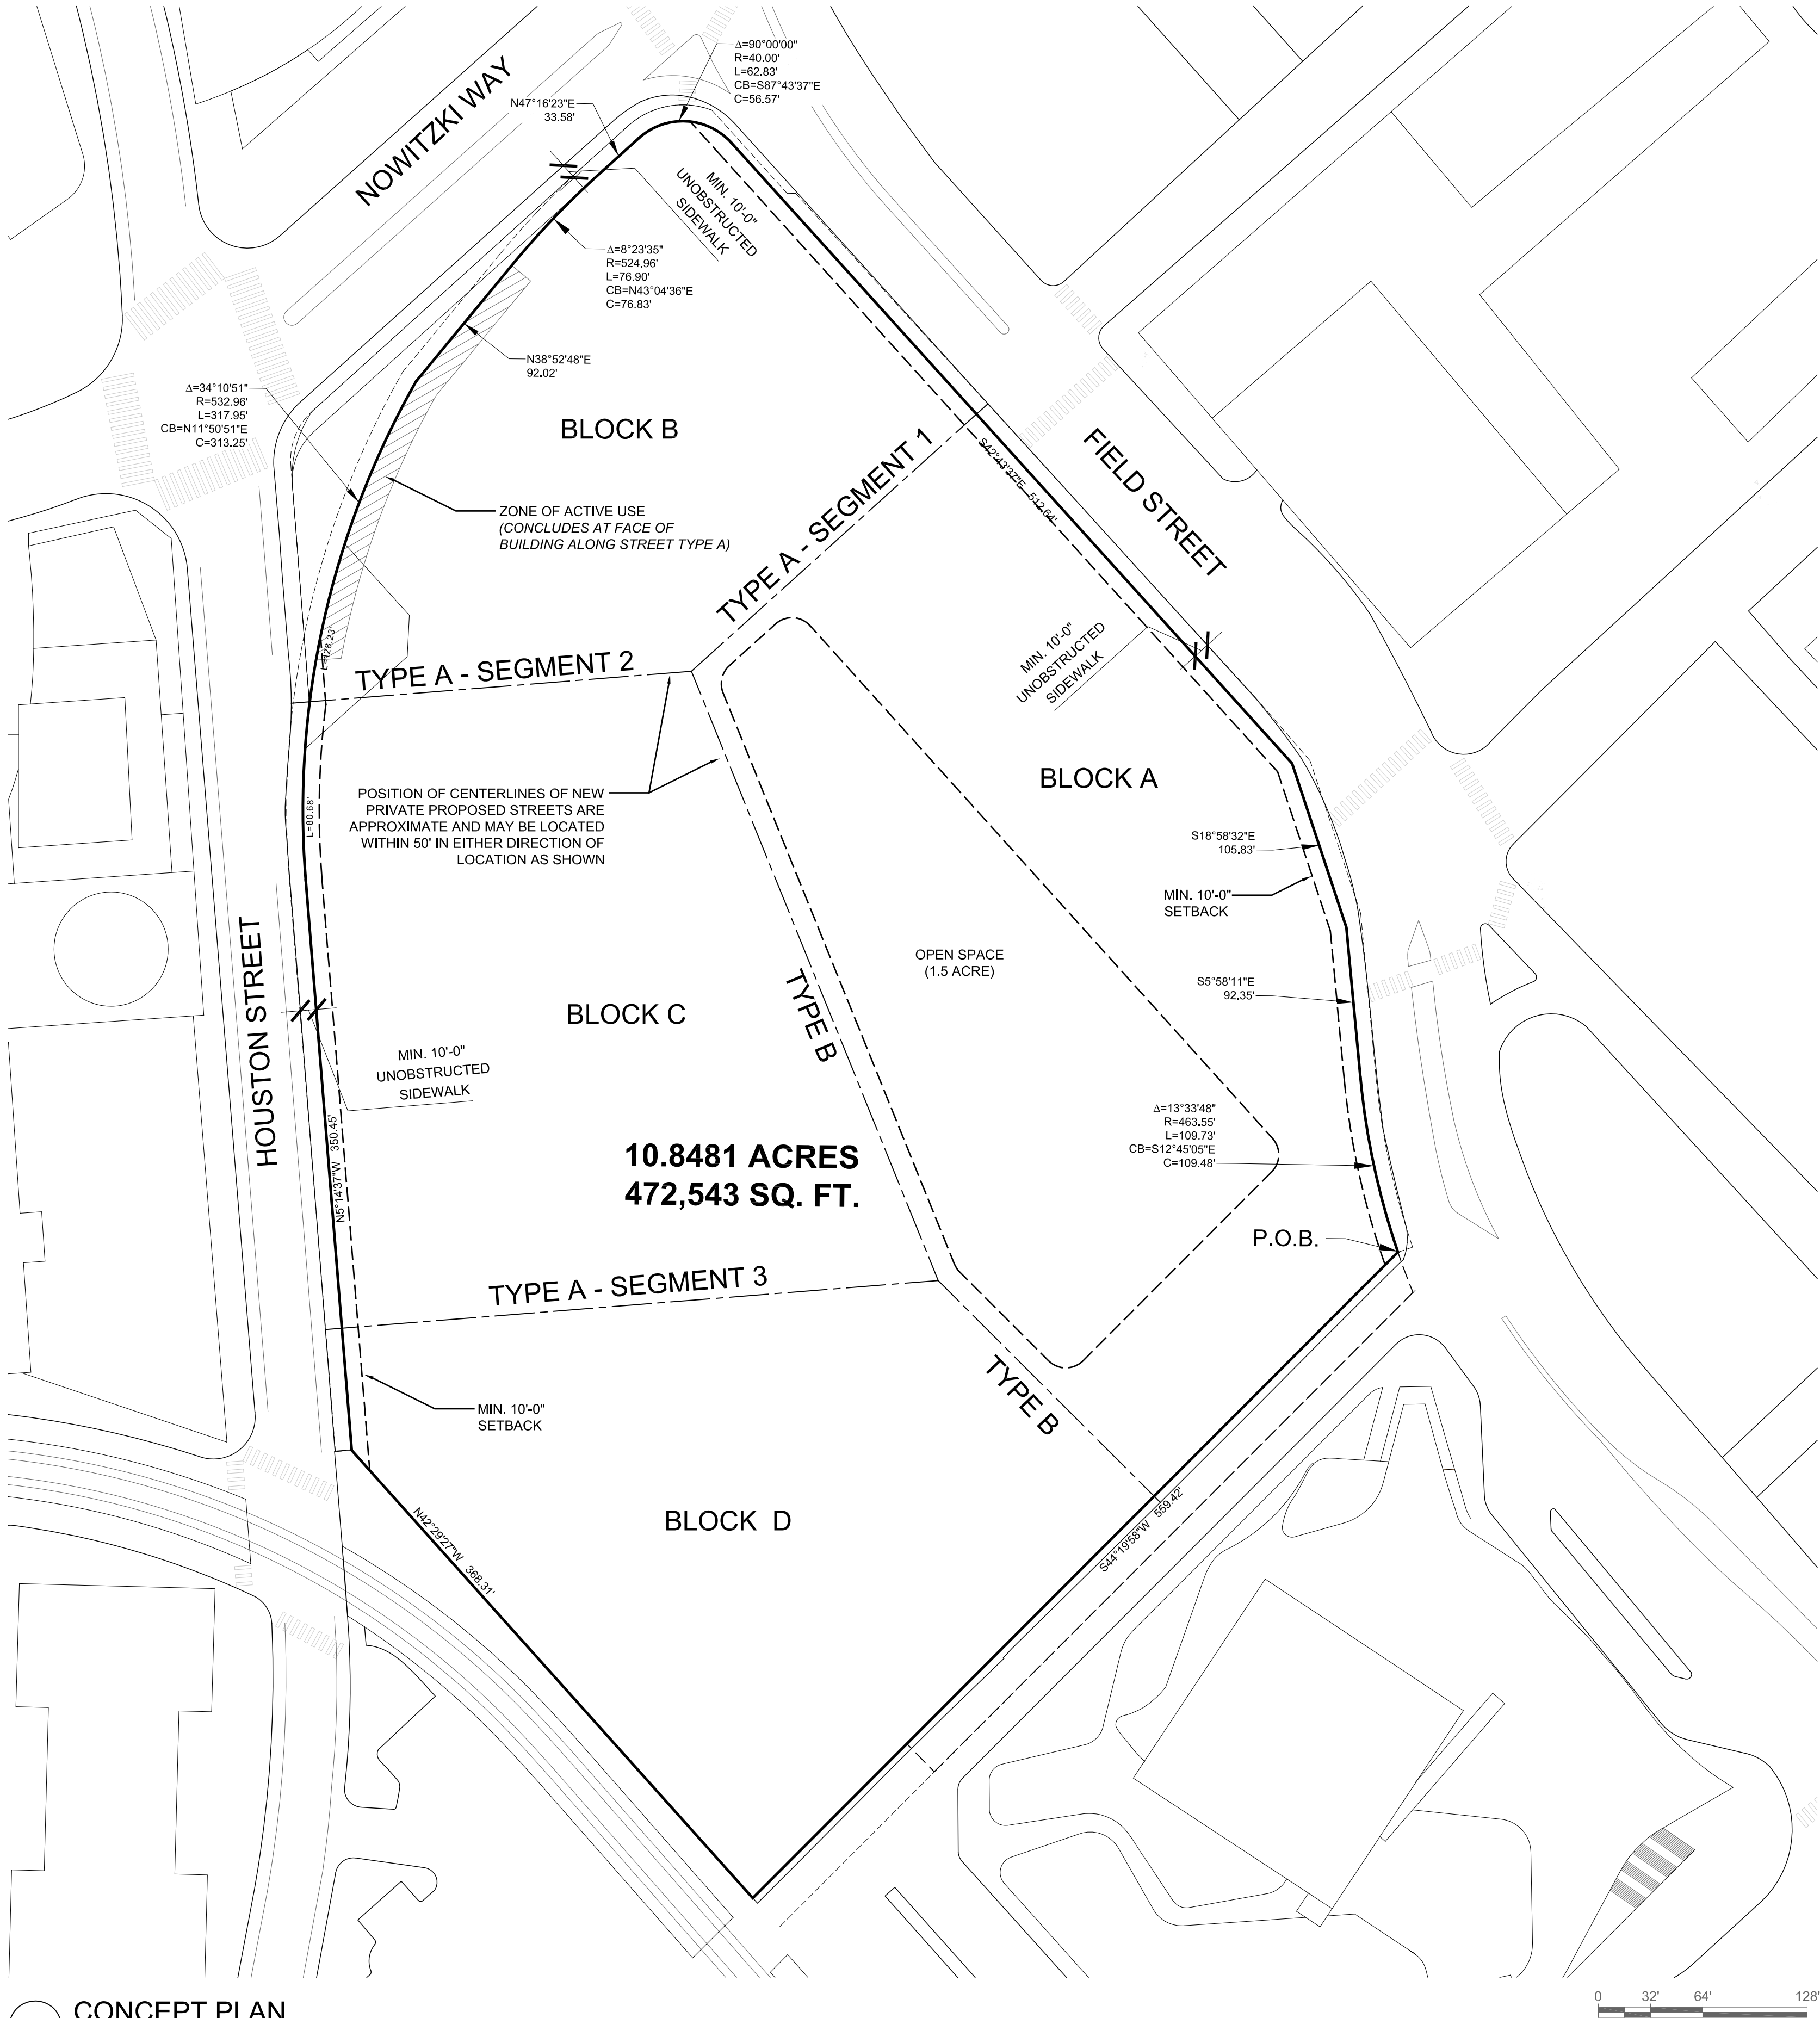 Δ=90°00'00"
R=40.00'
L=62.83'
CB=S87°43'37"E
C=56.57'
N47°16'23"E
33.58'
NOWITZKI WAY
MIN. 10'-0"
UNOBSTRUCTED
SIDEWALK
Δ=8°23'35"
R=524.96'
L=76.90'
CB=N43°04'36"E
C=76.83'
N38°52'48"E
92.02'
Δ=34°10'51"
R=532.96'
L=317.95'
CB=N11°50'51"E
C=313.25'
BLOCK B
ZONE OF ACTIVE USE
(CONCLUDES AT FACE OF
BUILDING ALONG STREET TYPE A)
TYPE A - SEGMENT 1
S42°43'37"E 512.64'
FIELD STREET
L=128.23'
TYPE A - SEGMENT 2
MIN. 10'-0"
UNOBSTRUCTED
SIDEWALK
BLOCK A
L=80.68'
POSITION OF CENTERLINES OF NEW
PRIVATE PROPOSED STREETS ARE
APPROXIMATE AND MAY BE LOCATED
WITHIN 50' IN EITHER DIRECTION OF
LOCATION AS SHOWN
S18°58'32"E
105.83'
MIN. 10'-0"
SETBACK
OPEN SPACE
(1.5 ACRE)
S5°58'11"E
92.35'
HOUSTON STREET
BLOCK C
TYPE B
MIN. 10'-0"
UNOBSTRUCTED
SIDEWALK
N5°14'37"W 350.45'
Δ=13°33'48"
R=463.55'
L=109.73'
CB=S12°45'05"E
C=109.48'
10.8481 ACRES
472,543 SQ. FT.
P.O.B.
TYPE A - SEGMENT 3
TYPE B
MIN. 10'-0"
SETBACK
BLOCK D
N42°29'27"W 368.31'
S44°19'58"W 559.42'
CONCEPT PLAN
0 32' 64' 128'